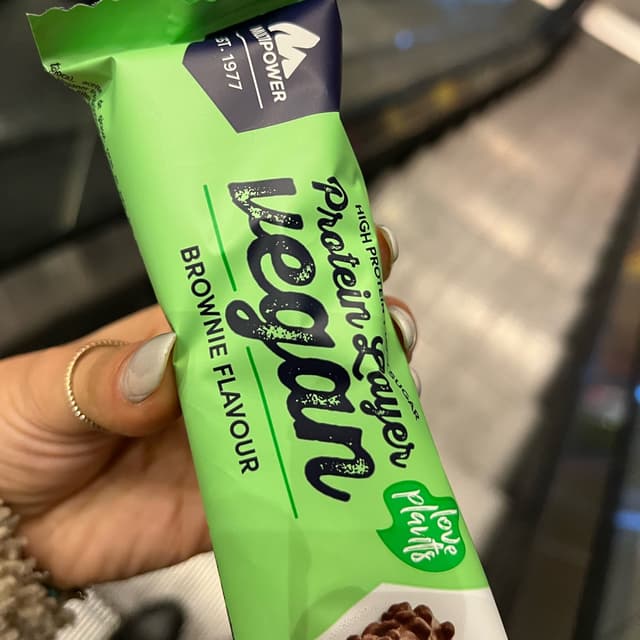 MULTIPOWER
EST. 1977
HIGH PROTEIN
SUGAR
Protein Layer
vegan
BROWNIE FLAVOUR
love
plants